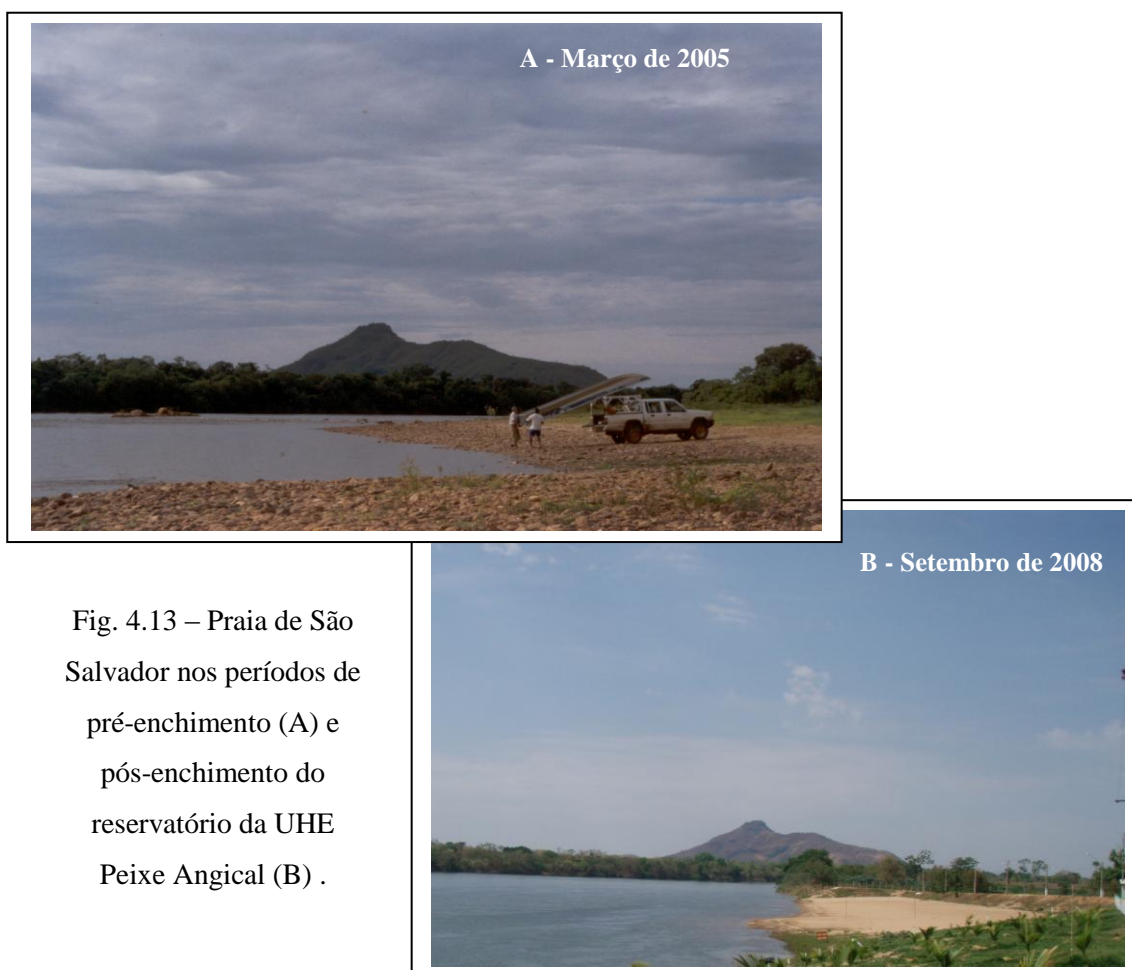 A - Março de 2005
B - Setembro de 2008
Fig. 4.13 – Praia de São
Salvador nos períodos de
pré-enchimento (A) e
pós-enchimento do
reservatório da UHE
Peixe Angical (B) .